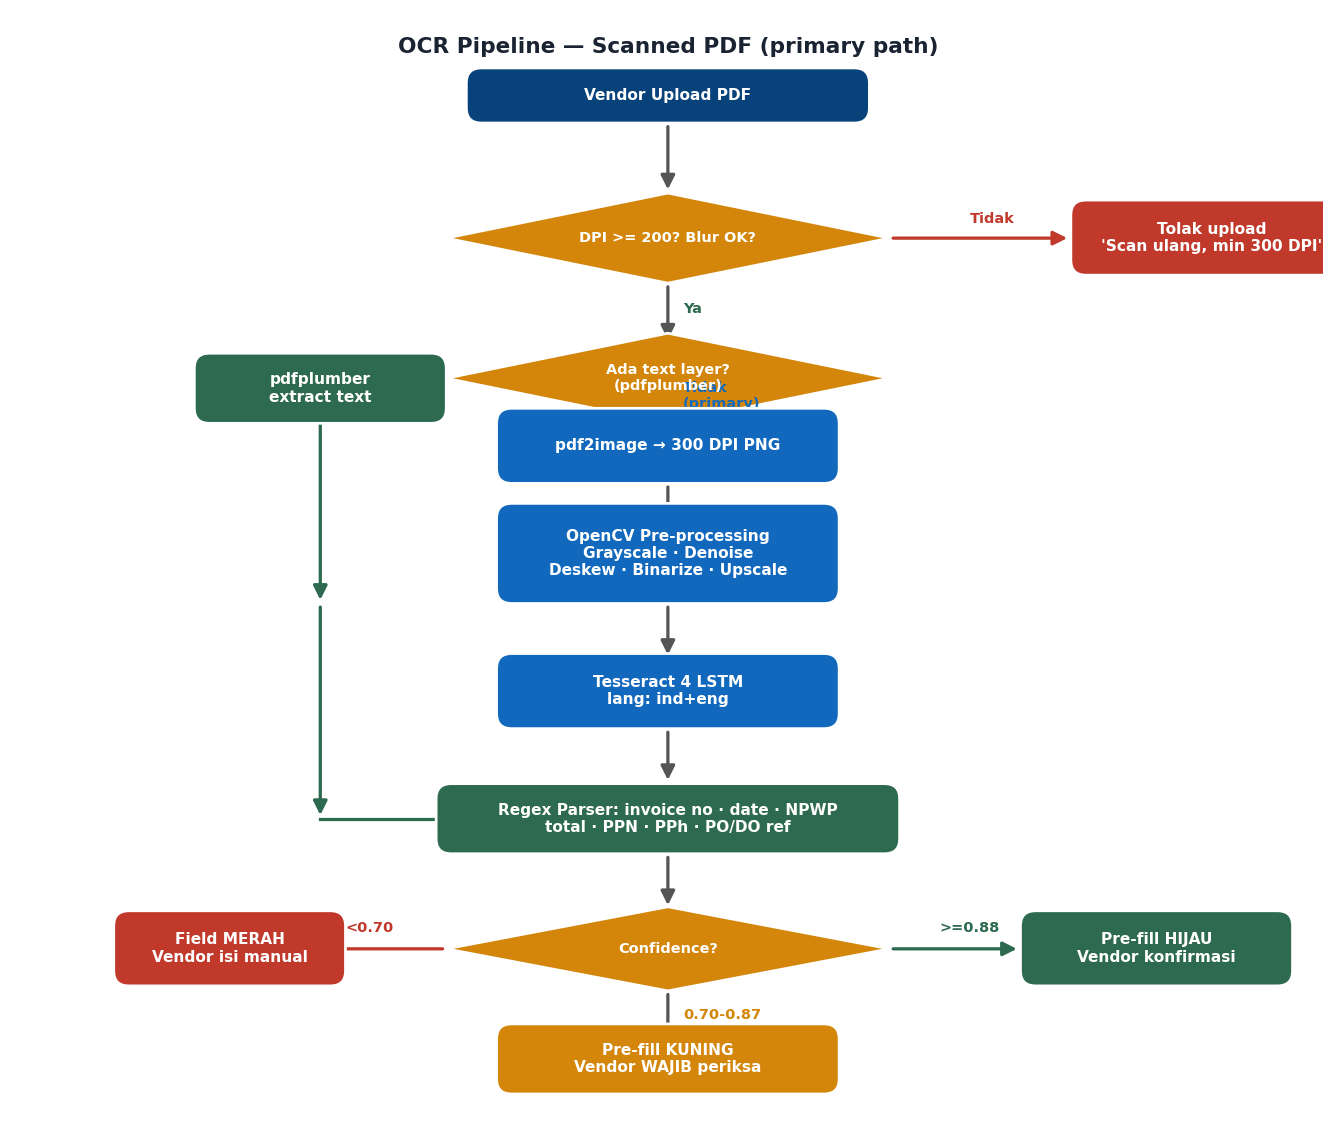 OCR Pipeline — Scanned PDF (primary path)
Vendor Upload PDF
DPI >= 200? Blur OK?
Tidak
Tolak upload
'Scan ulang, min 300 DPI'
Ya
Ada text layer?
(pdfplumber)
(primary)
pdfplumber
extract text
pdf2image → 300 DPI PNG
OpenCV Pre-processing
Grayscale · Denoise
Deskew · Binarize · Upscale
Tesseract 4 LSTM
lang: ind+eng
Regex Parser: invoice no · date · NPWP
total · PPN · PPh · PO/DO ref
<0.70
Field MERAH
Vendor isi manual
Confidence?
>=0.88
Pre-fill HIJAU
Vendor konfirmasi
0.70-0.87
Pre-fill KUNING
Vendor WAJIB periksa